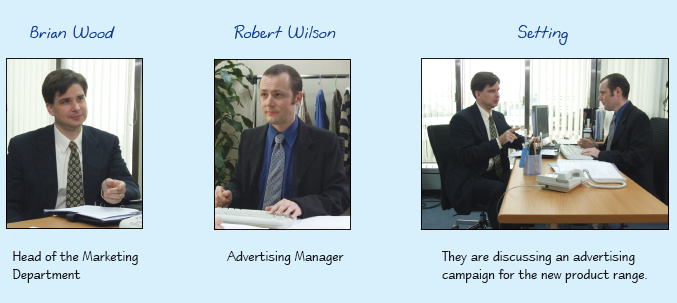 Brian Wood
Robert Wilson
Setting
Head of the Marketing
Department
Advertising Manager
They are discussing an advertising
campaign for the new product range.